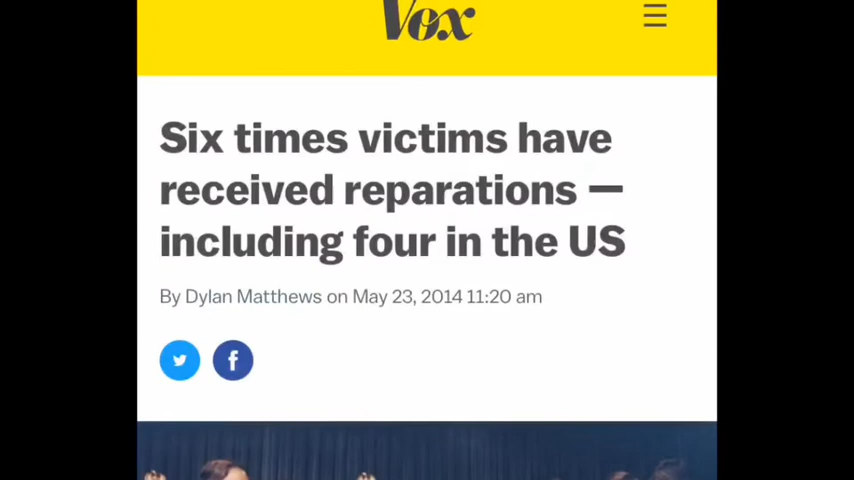 Vox
Six times victims have
received reparations —
including four in the US
By Dylan Matthews on May 23, 2014 11:20 am